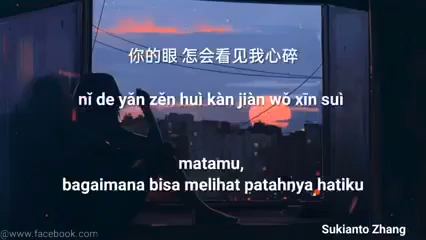 你的眼 怎会看见我心碎
nǐ de yǎn zěn huì kàn jiàn wǒ xīn suì
matamu,
bagaimana bisa melihat patahnya hatiku
Sukianto Zhang
@www.facebook.com